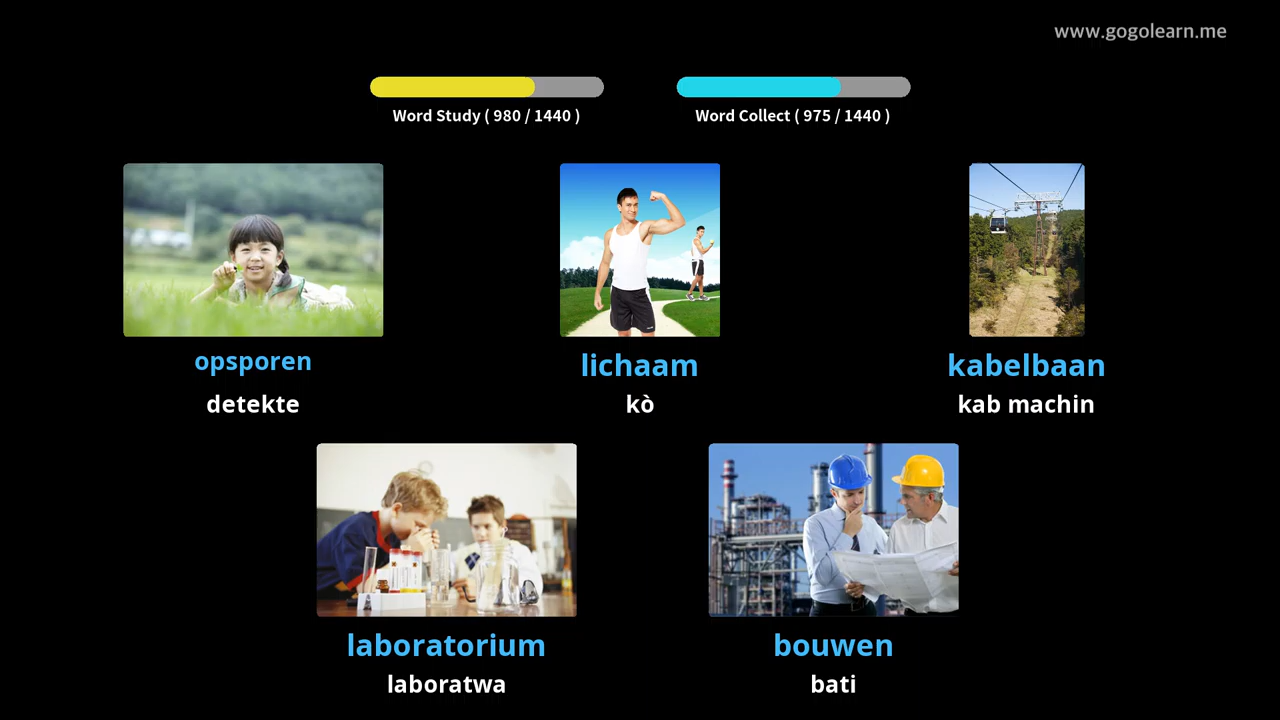 www.gogolearn.me
Word Study ( 980 / 1440 )
Word Collect ( 975 / 1440 )
opsporen
detekte
lichaam
kò
kabelbaan
kab machin
laboratorium
laboratwa
bouwen
bati